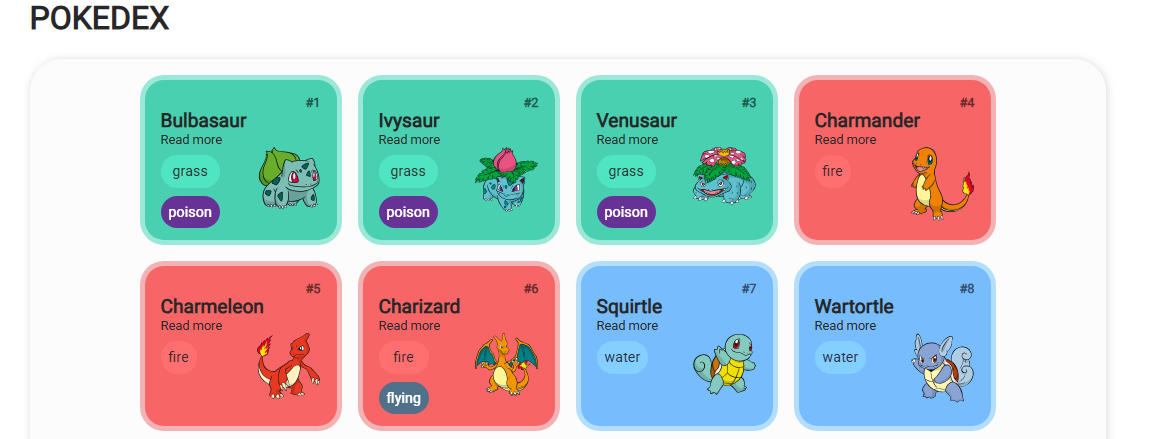 POKEDEX
#1
Bulbasaur
Read more
grass
poison
#2
Ivysaur
Read more
grass
poison
#3
Venusaur
Read more
grass
poison
#4
Charmander
Read more
fire
#5
Charmeleon
Read more
fire
#6
Charizard
Read more
fire
flying
#7
Squirtle
Read more
water
#8
Wartortle
Read more
water